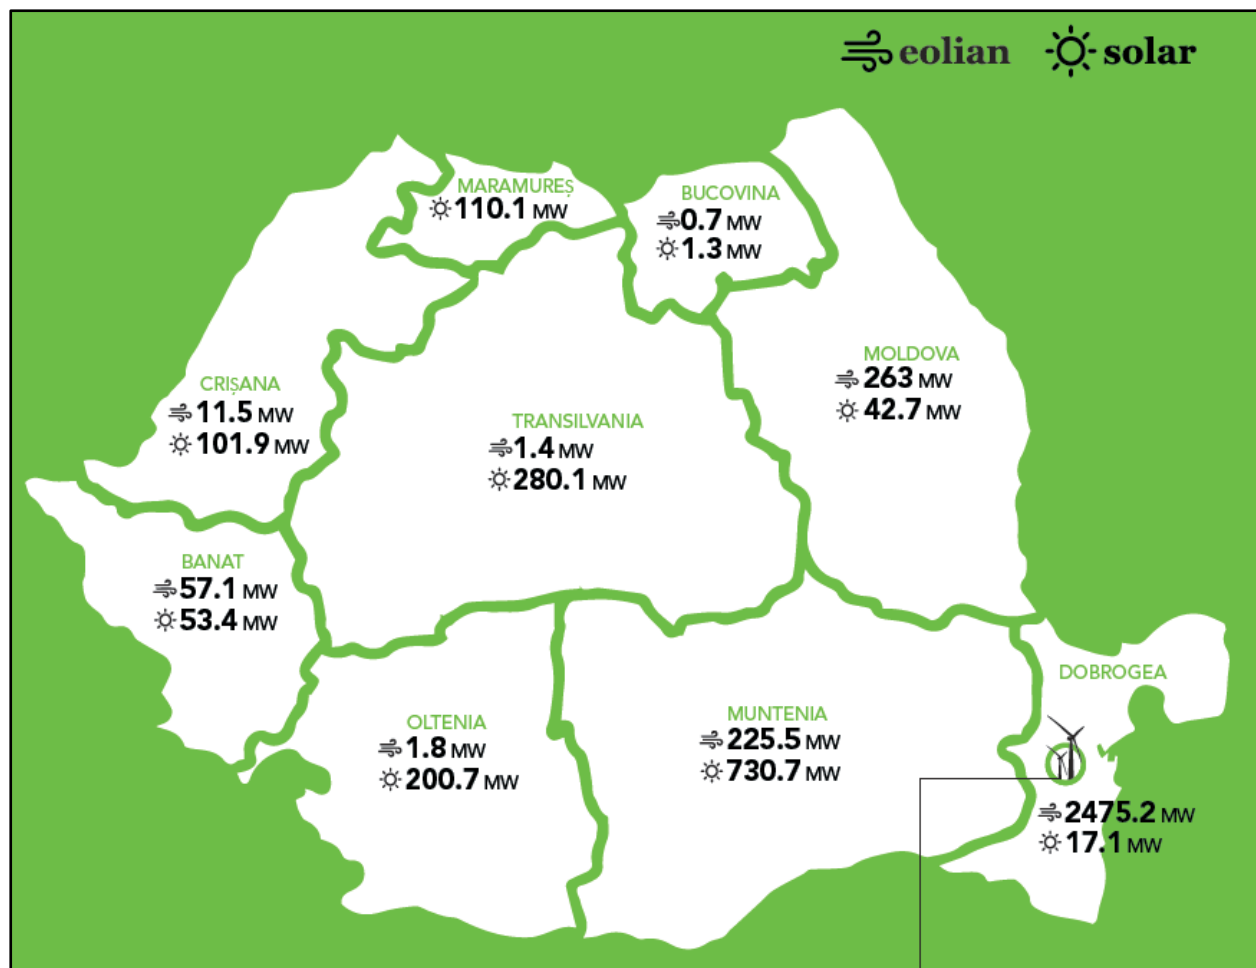 eolian solar
MARAMUREȘ
110.1 MW
BUCOVINA
0.7 MW
1.3 MW
MOLDOVA
263 MW
42.7 MW
CRIȘANA
11.5 MW
101.9 MW
TRANSILVANIA
1.4 MW
280.1 MW
BANAT
57.1 MW
53.4 MW
OLTENIA
1.8 MW
200.7 MW
MUNTENIA
225.5 MW
730.7 MW
DOBROGEA
2475.2 MW
17.1 MW